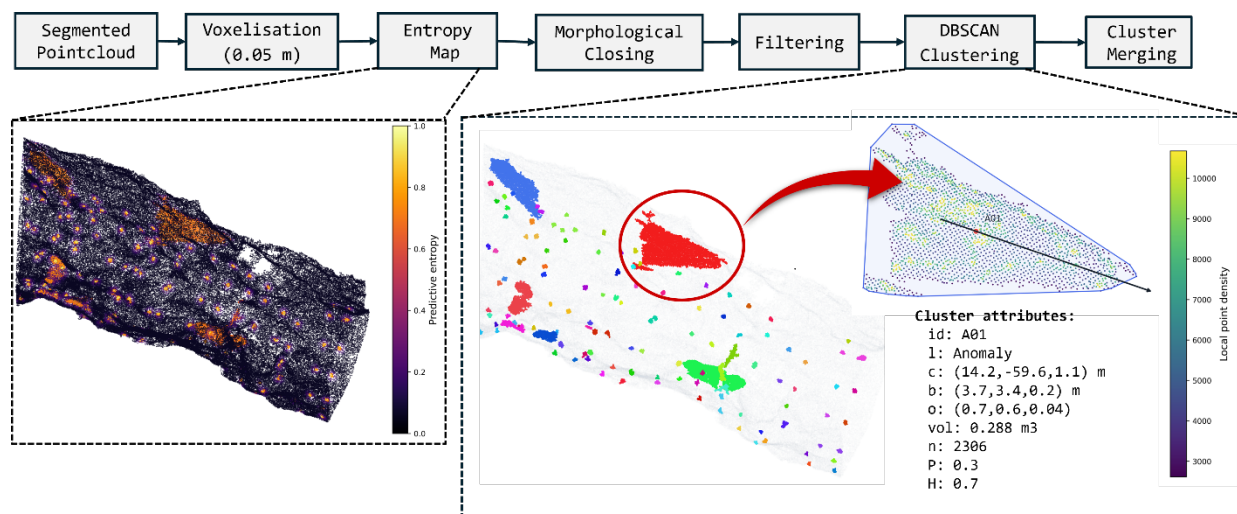 Segmented
Pointcloud
Voxelisation
(0.05 m)
Entropy
Map
Morphological
Closing
Filtering
DBSCAN
Clustering
Cluster
Merging
1.0
0.8
0.6
0.4
0.2
0.0
Predictive entropy
A01
10000
9000
8000
7000
6000
5000
4000
3000
Local point density
Cluster attributes:
id: A01
l: Anomaly
c: (14.2,-59.6,1.1) m
b: (3.7,3.4,0.2) m
o: (0.7,0.6,0.04)
vol: 0.288 m3
n: 2306
P: 0.3
H: 0.7